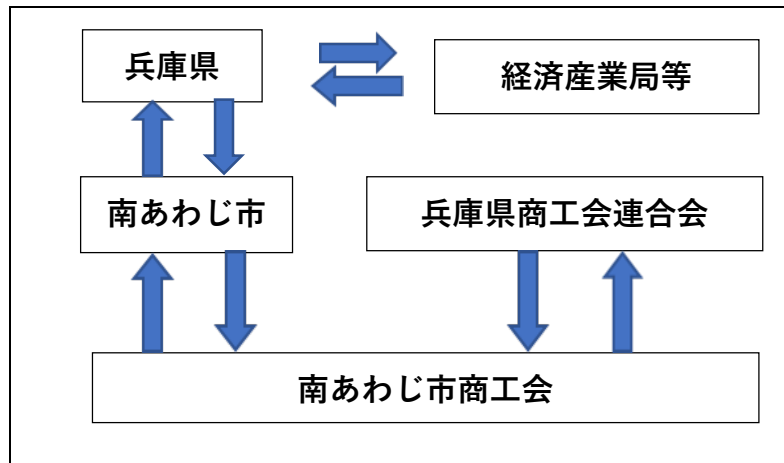 兵庫県
経済産業局等
南あわじ市
兵庫県商工会連合会
南あわじ市商工会